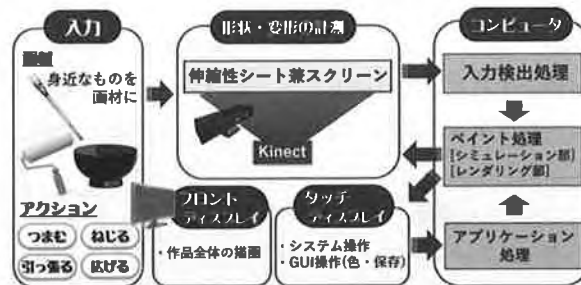 入力
画材
身近なものを
画材に
アクション
つまむ
ねじる
引っ張る
拡げる
形状・変形の計測
伸縮性シート兼スクリーン
Kinect
フロント
ディスプレイ
・作品全体の描画
タッチ
ディスプレイ
・システム操作
・GUI操作(色・保存)
コンピュータ
入力検出処理
ペイント処理
[シミュレーション部]
[レンダリング部]
アプリケーション
処理